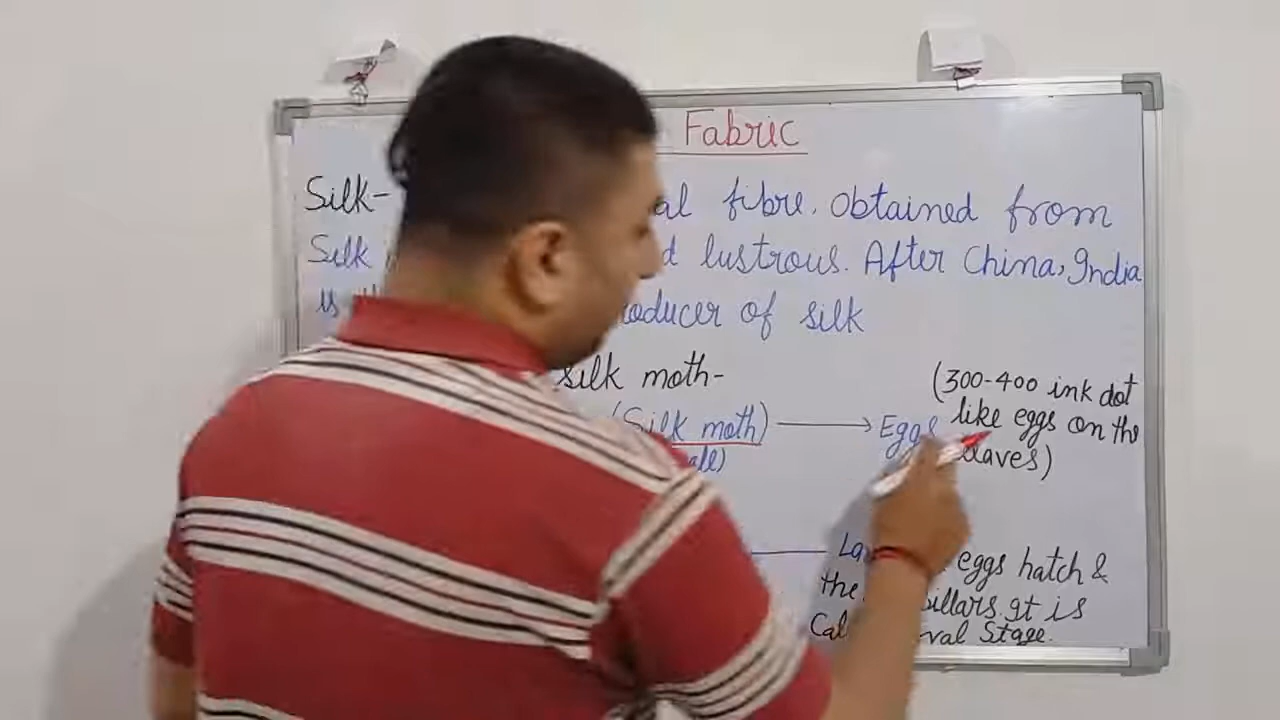 Fabric
Silk- al fibre. obtained from
Silk d lustrous. After China, India
is oducer of silk
Silk moth-
(300-400 ink dot
(Silk moth) → Eggs like eggs on the
ale) leaves)
La eggs hatch &
the illars. It is
Cal val Stage.